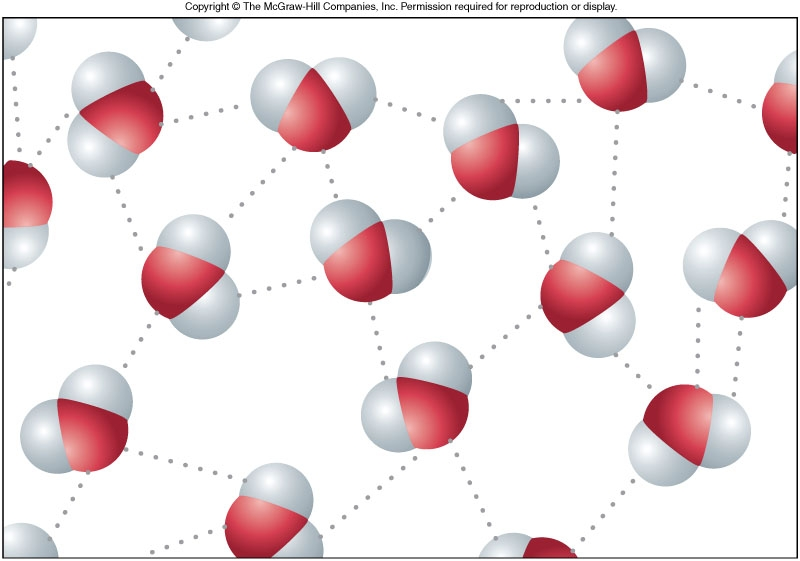 Copyright © The McGraw-Hill Companies, Inc. Permission required for reproduction or display.